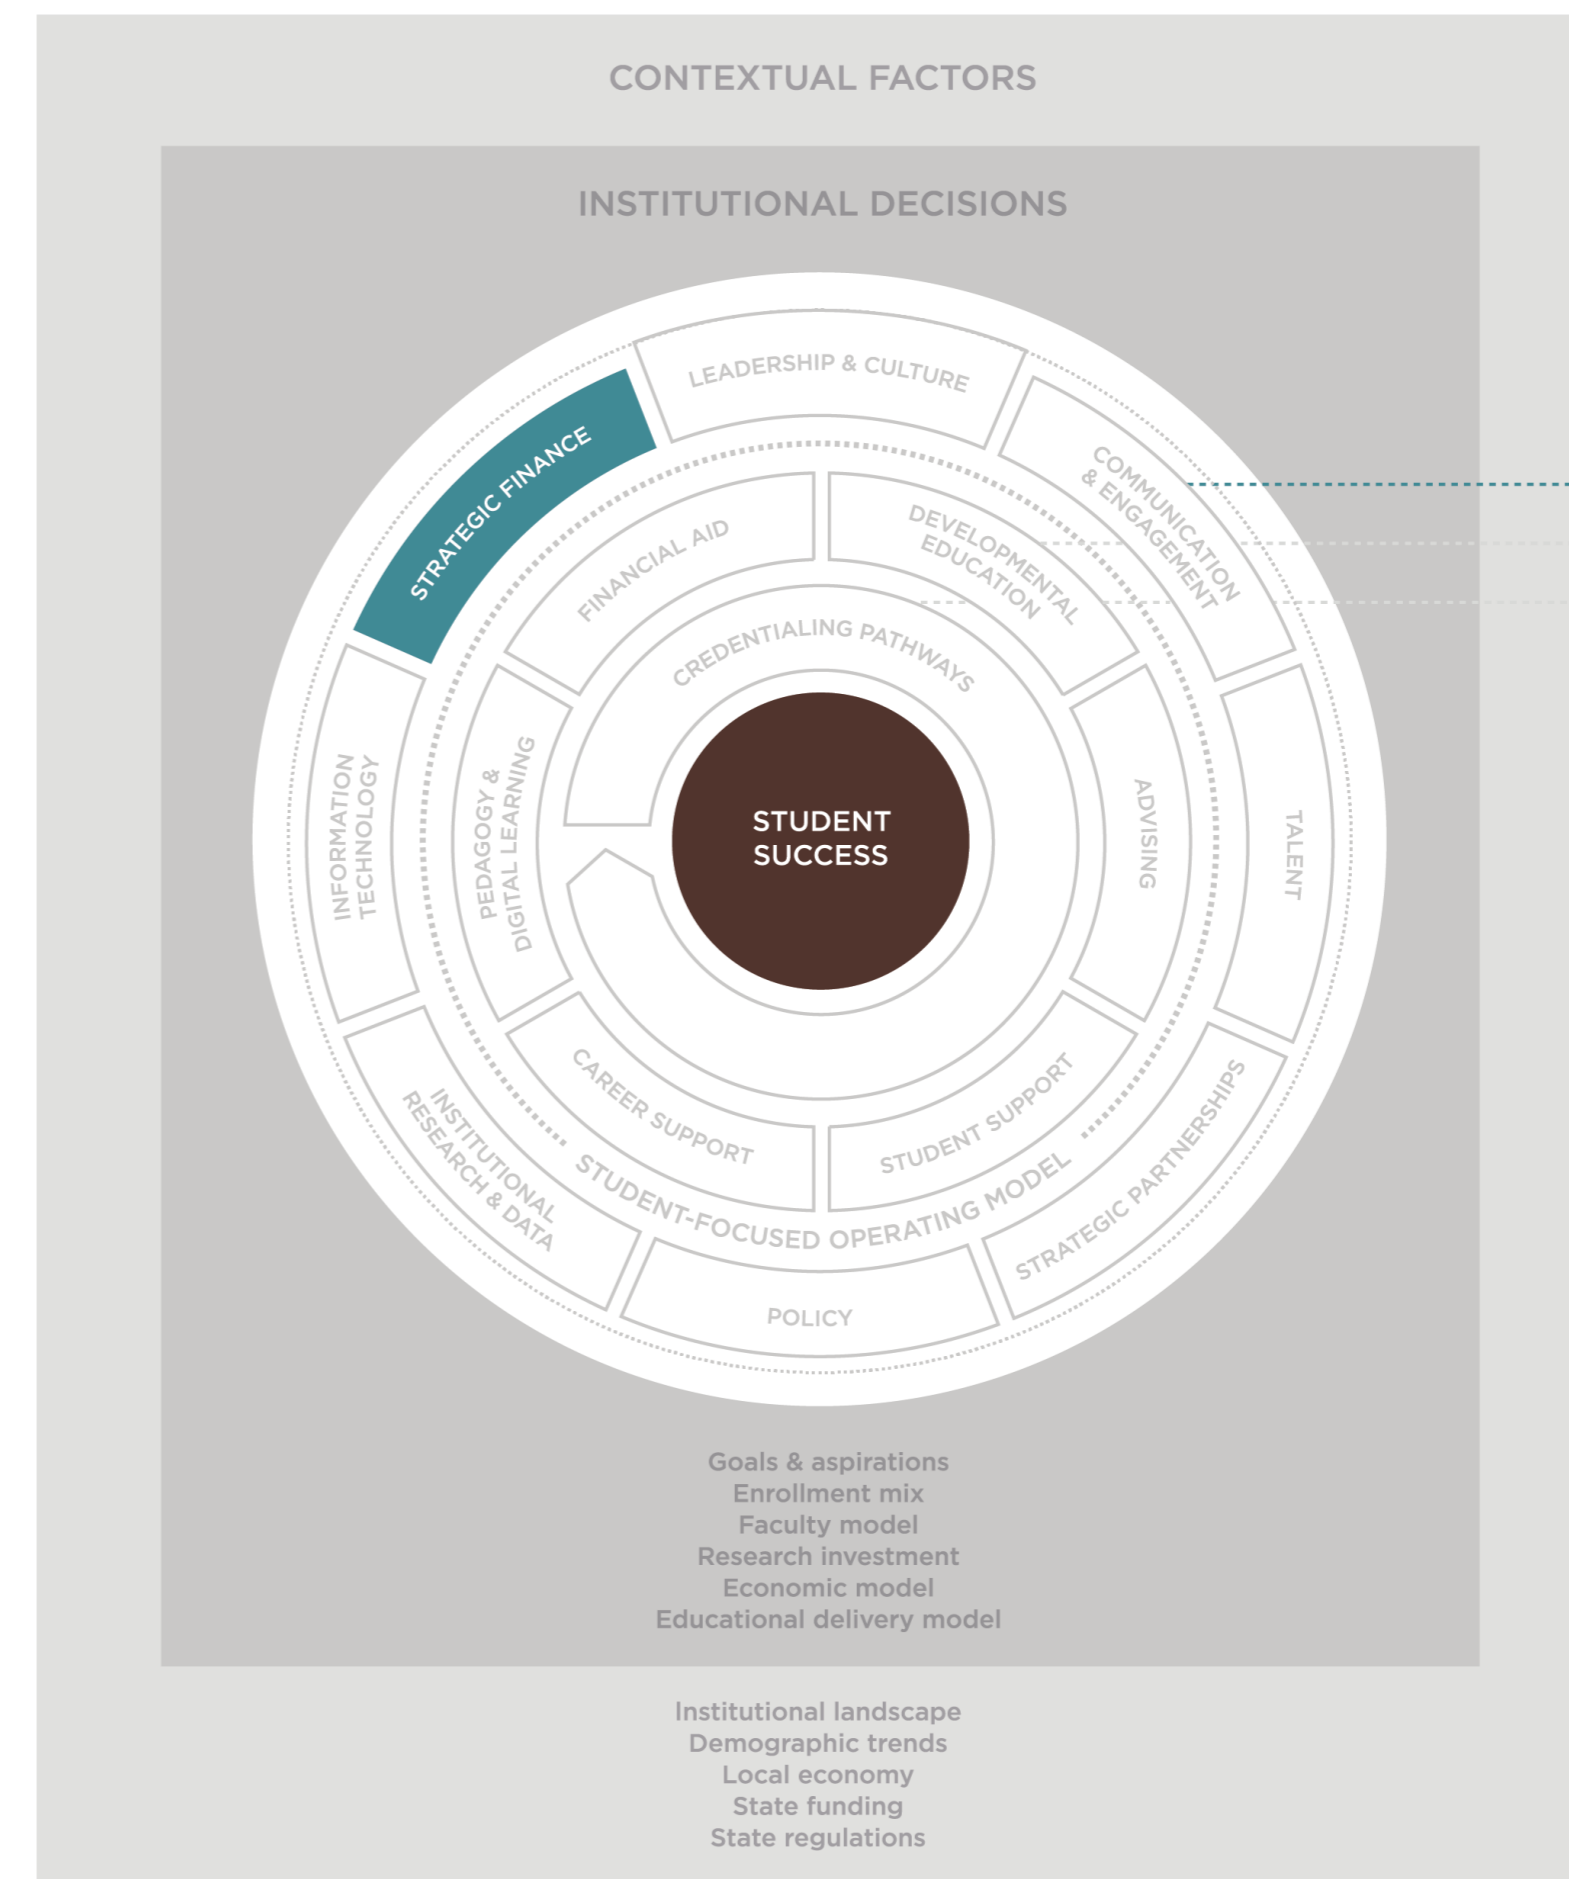 CONTEXTUAL FACTORS
INSTITUTIONAL DECISIONS
LEADERSHIP & CULTURE
COMMUNICATION
& ENGAGEMENT
TALENT
STRATEGIC PARTNERSHIPS
POLICY
INSTITUTIONAL
RESEARCH & DATA
INFORMATION
TECHNOLOGY
STRATEGIC FINANCE
STUDENT-FOCUSED OPERATING MODEL
FINANCIAL AID
DEVELOPMENTAL
EDUCATION
ADVISING
STUDENT SUPPORT
CAREER SUPPORT
PEDAGOGY &
DIGITAL LEARNING
CREDENTIALING PATHWAYS
STUDENT
SUCCESS
Goals & aspirations
Enrollment mix
Faculty model
Research investment
Economic model
Educational delivery model
Institutional landscape
Demographic trends
Local economy
State funding
State regulations